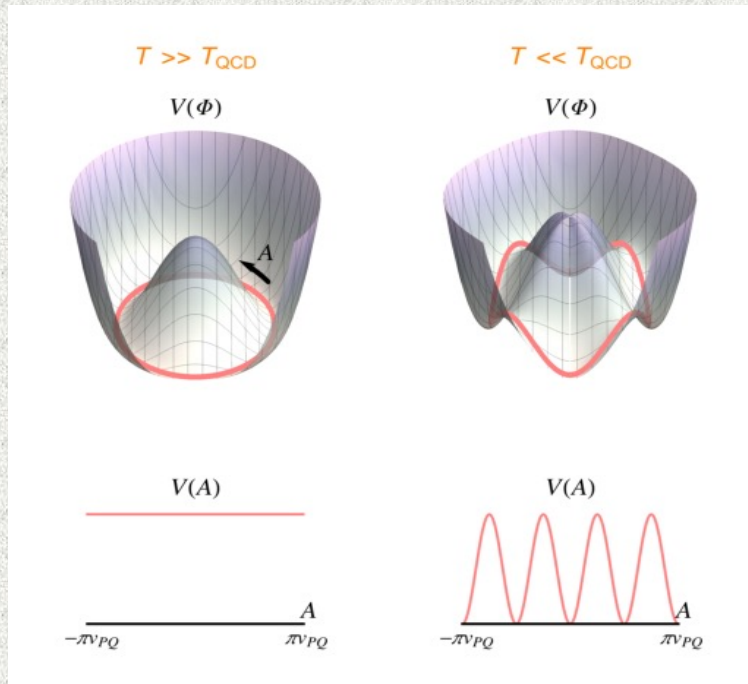 T >> T_QCD
T << T_QCD
V(Φ)
V(Φ)
A
V(A)
V(A)
A
A
−πv_PQ
πv_PQ
−πv_PQ
πv_PQ